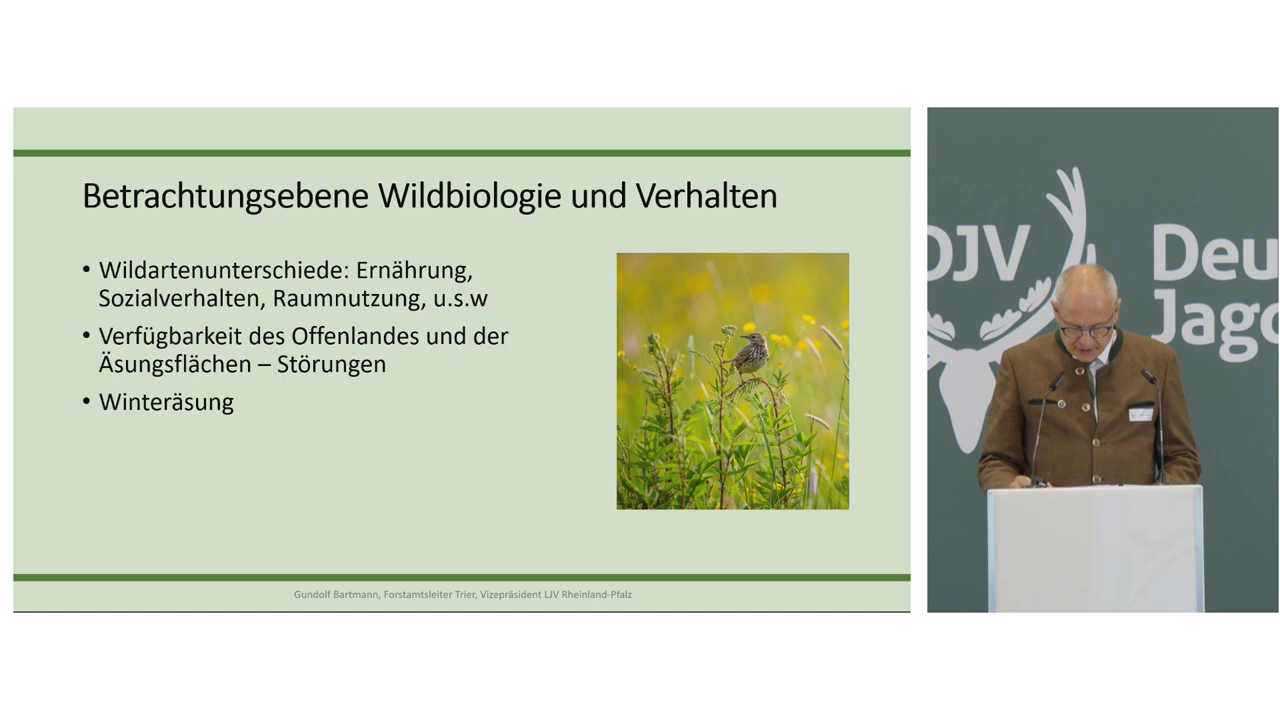 Betrachtungsebene Wildbiologie und Verhalten
• Wildartenunterschiede: Ernährung,
Sozialverhalten, Raumnutzung, u.s.w
• Verfügbarkeit des Offenlandes und der
Äsungsflächen – Störungen
• Winteräsung
Gundolf Bartmann, Forstamtsleiter Trier, Vizepräsident LJV Rheinland-Pfalz
DJV
Deu
Jagd